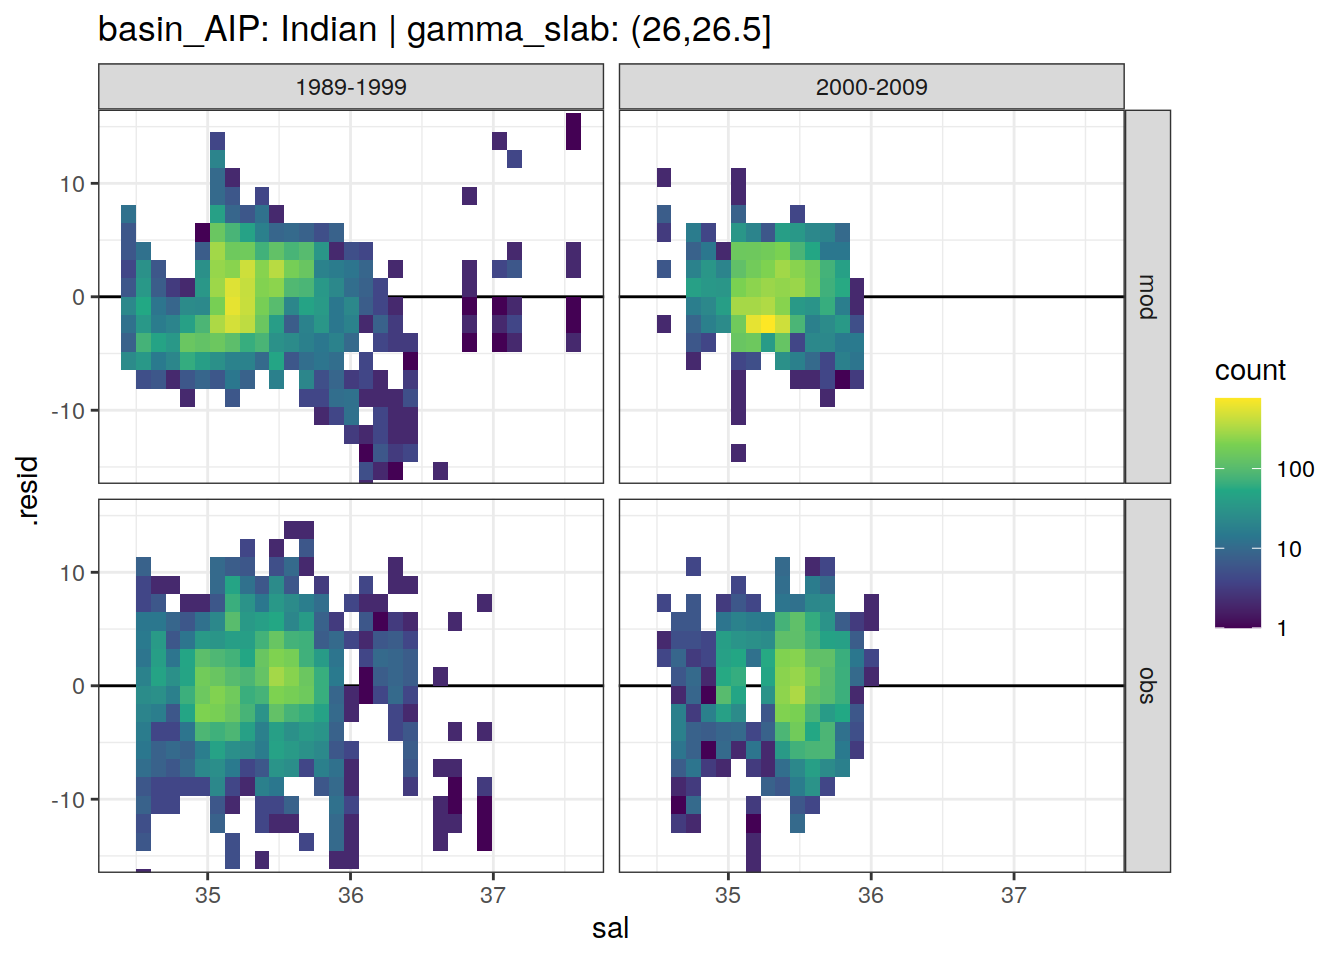 basin_AIP: Indian | gamma_slab: (26,26.5]
1989-1999
2000-2009
10
0
-10
mod
10
0
-10
obs
.resid
35
36
37
35
36
37
sal
count
100
10
1